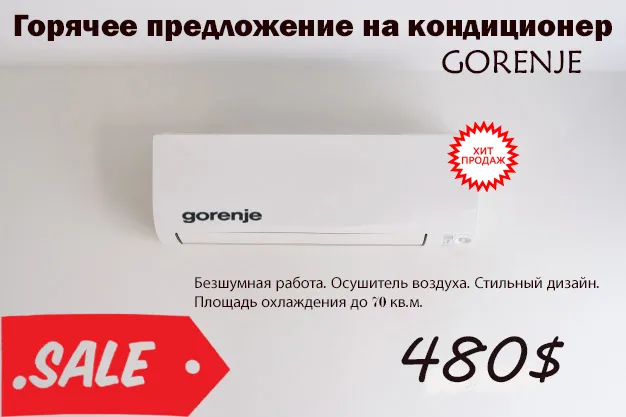 Горячее предложение на кондиционер
GORENJE
ХИТ
ПРОДАЖ
gorenje
Безшумная работа. Осушитель воздуха. Стильный дизайн.
Площадь охлаждения до 70 кв.м.
.SALE
480$